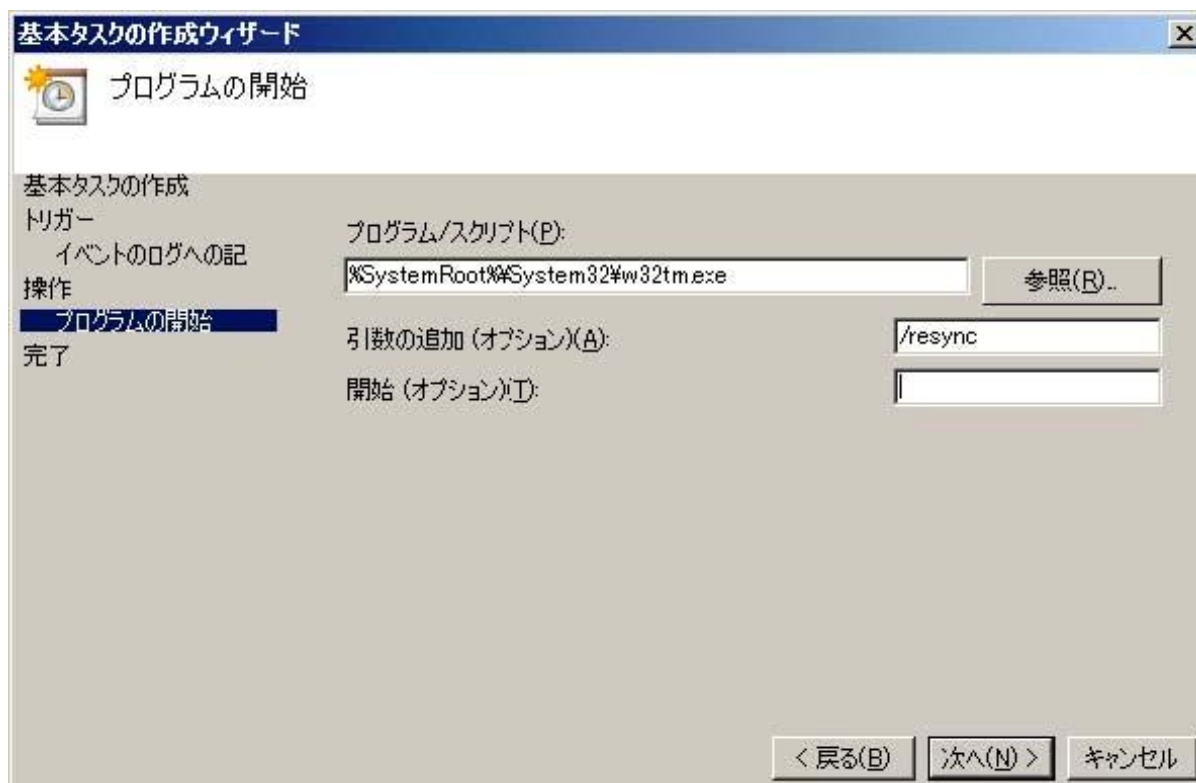 基本タスクの作成ウィザード
プログラムの開始
基本タスクの作成
トリガー
イベントのログへの記
操作
プログラムの開始
完了
プログラム/スクリプト(P):
%SystemRoot%¥System32¥w32tm.exe
参照(R)...
引数の追加 (オプション)(A):
/resync
開始 (オプション)(T):
< 戻る(B)
次へ(N) >
キャンセル